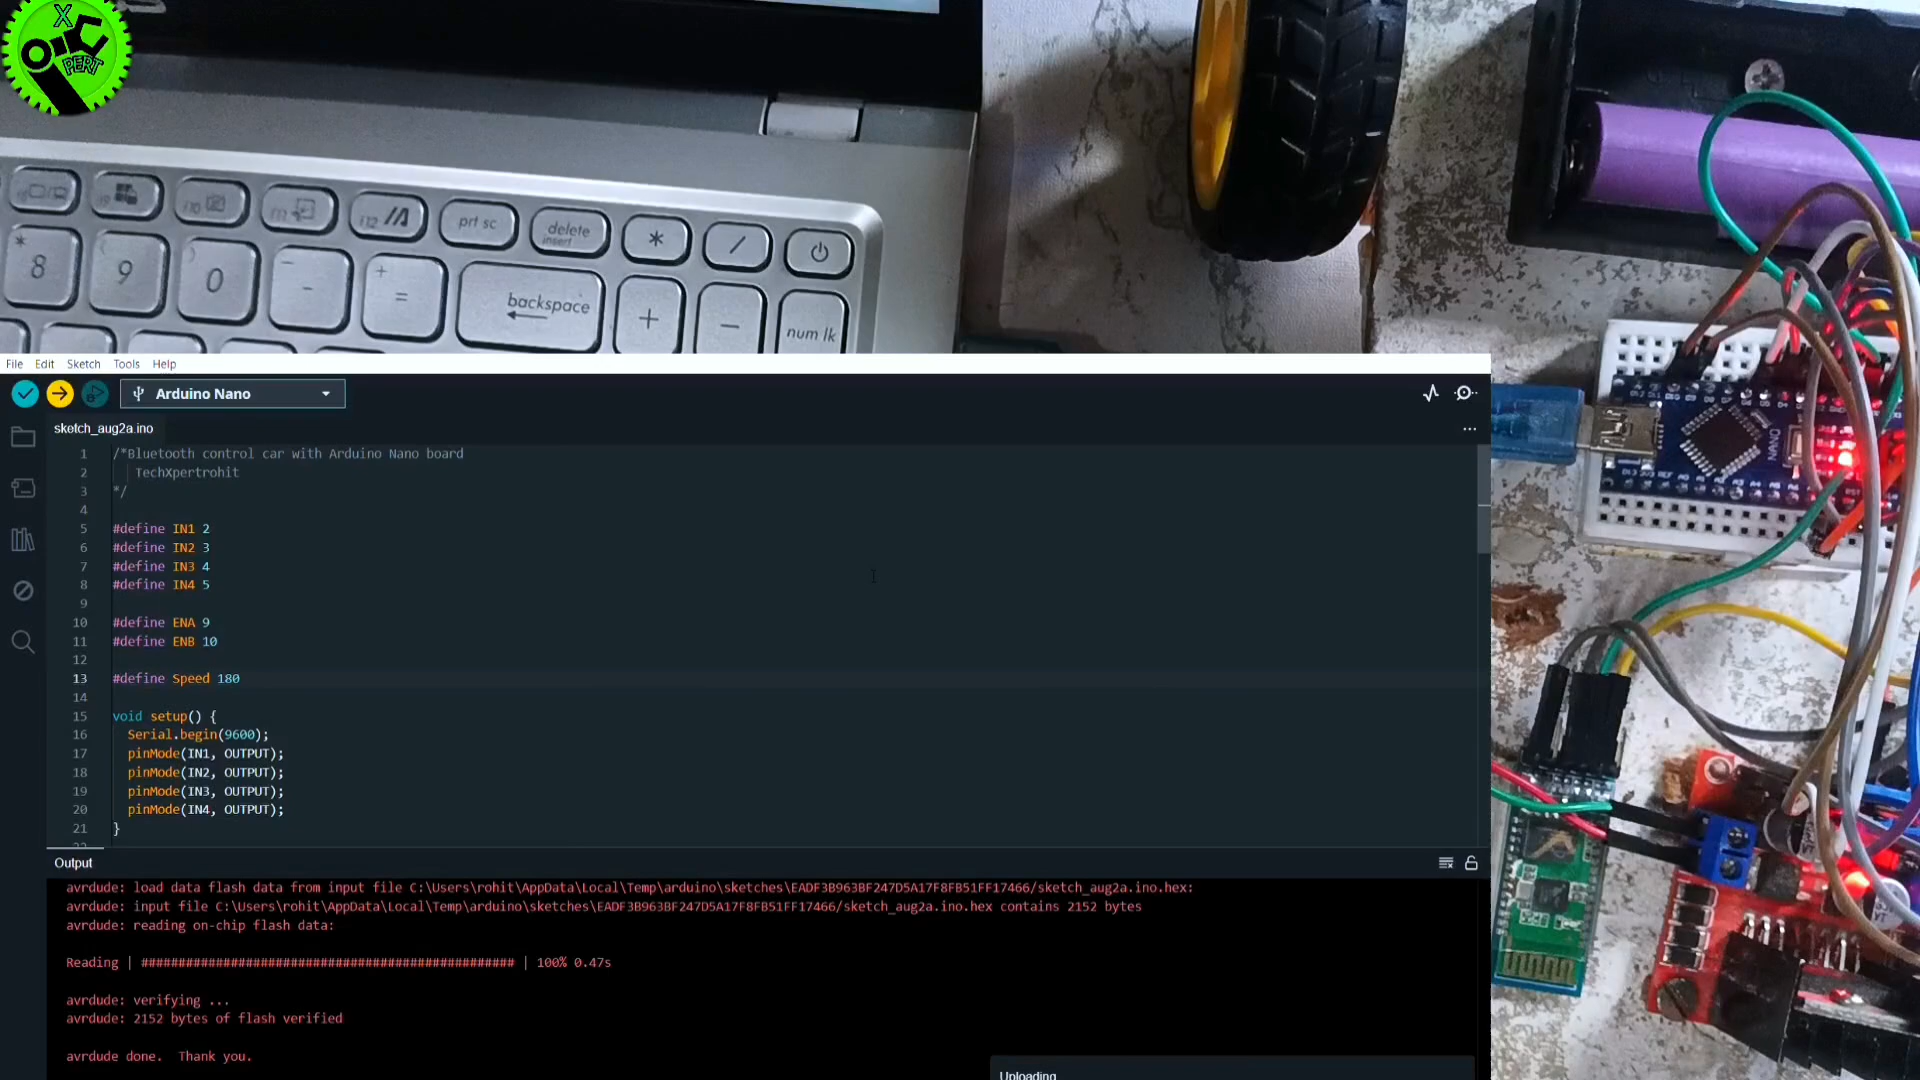 X
PERT
f10
f12
prt sc
delete
insert
*
/
*
8
9
0
-
+
=
backspace
+
-
num lk
File Edit Sketch Tools Help
Arduino Nano
sketch_aug2a.ino
1 /*Bluetooth control car with Arduino Nano board
2 TechXpertrohit
3 */
4
5 #define IN1 2
6 #define IN2 3
7 #define IN3 4
8 #define IN4 5
9
10 #define ENA 9
11 #define ENB 10
12
13 #define Speed 180
14
15 void setup() {
16 Serial.begin(9600);
17 pinMode(IN1, OUTPUT);
18 pinMode(IN2, OUTPUT);
19 pinMode(IN3, OUTPUT);
20 pinMode(IN4, OUTPUT);
21 }
Output
avrdude: load data flash data from input file C:\Users\rohit\AppData\Local\Temp\arduino\sketches\EADF3B963BF247D5A17F8FB51FF17466/sketch_aug2a.ino.hex:
avrdude: input file C:\Users\rohit\AppData\Local\Temp\arduino\sketches\EADF3B963BF247D5A17F8FB51FF17466/sketch_aug2a.ino.hex contains 2152 bytes
avrdude: reading on-chip flash data:
Reading | ################################################## | 100% 0.47s
avrdude: verifying ...
avrdude: 2152 bytes of flash verified
avrdude done. Thank you.
Uploading
NANO